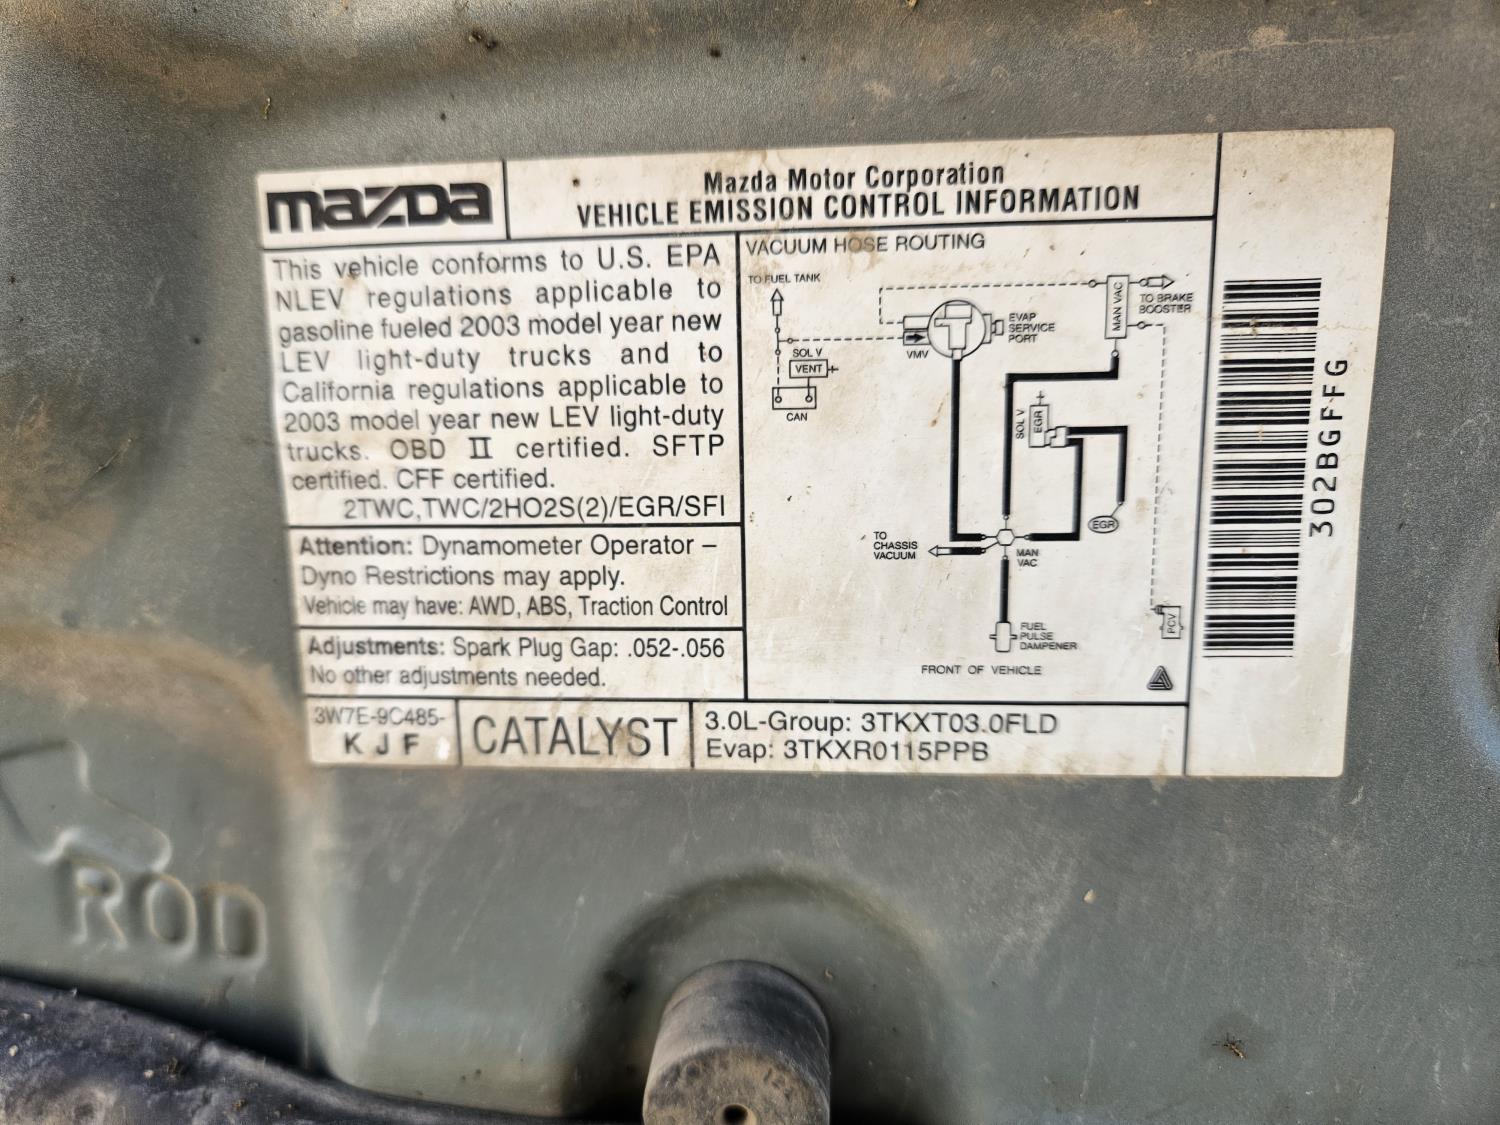 mazda
Mazda Motor Corporation
VEHICLE EMISSION CONTROL INFORMATION
This vehicle conforms to U.S. EPA
NLEV regulations applicable to
gasoline fueled 2003 model year new
LEV light-duty trucks and to
California regulations applicable to
2003 model year new LEV light-duty
trucks. OBD II certified. SFTP
certified. CFF certified.
2TWC,TWC/2HO2S(2)/EGR/SFI
Attention: Dynamometer Operator –
Dyno Restrictions may apply.
Vehicle may have: AWD, ABS, Traction Control
Adjustments: Spark Plug Gap: .052-.056
No other adjustments needed.
VACUUM HOSE ROUTING
TO FUEL TANK
SOL V
VENT
CAN
VMV
EVAP
SERVICE
PORT
MAN VAC
TO BRAKE
BOOSTER
SOL V
EGR
EGR
TO
CHASSIS
VACUUM
MAN
VAC
FUEL
PULSE
DAMPENER
PCV
FRONT OF VEHICLE
3W7E-9C485-
K J F
CATALYST
3.0L-Group: 3TKXT03.0FLD
Evap: 3TKXR0115PPB
302BGFFG
ROD